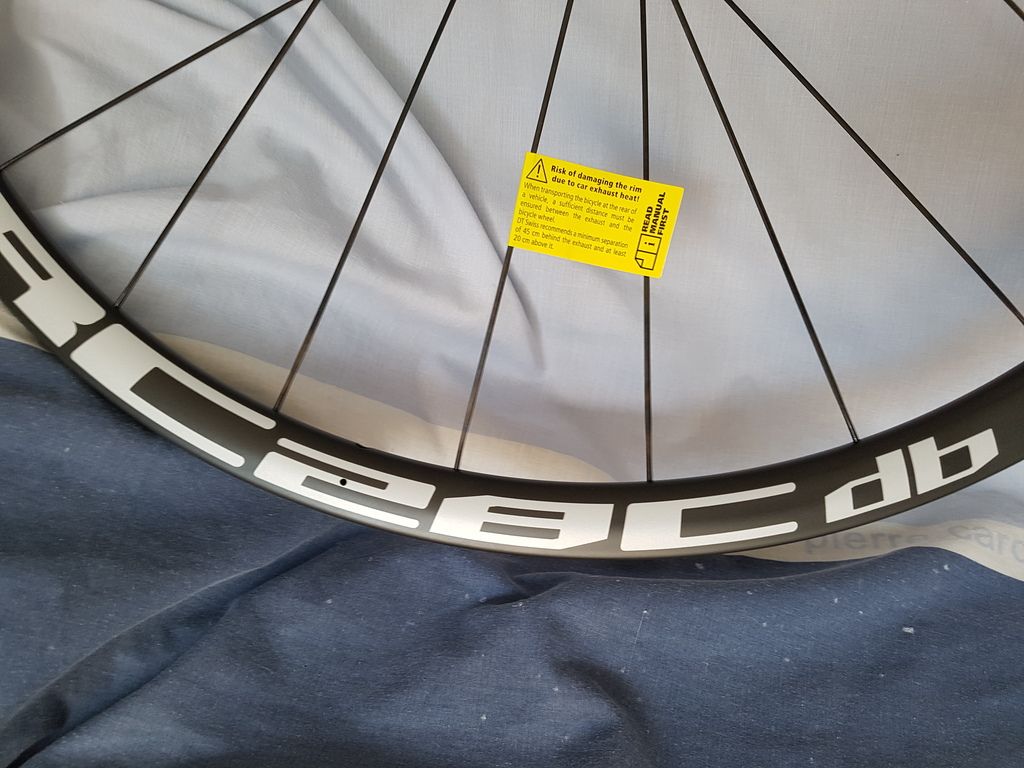 Risk of damaging the rim
due to car exhaust heat!
When transporting the bicycle at the rear of
a vehicle, a sufficient distance must be
ensured between the exhaust and the
bicycle wheel.
DT Swiss recommends a minimum separation
of 45 cm behind the exhaust and at least
20 cm above it.
READ
MANUAL
FIRST
RC28C db
pierre